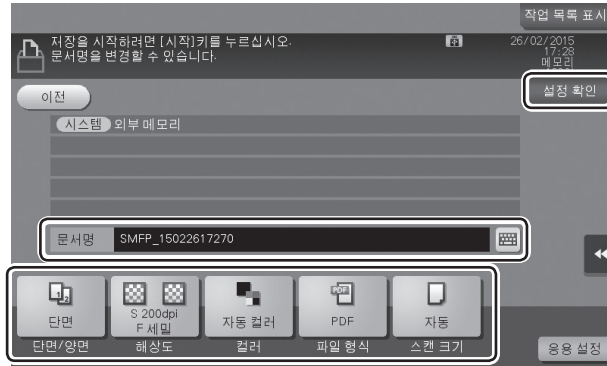 작업 목록 표시
저장을 시작하려면 [시작]키를 누르십시오.
문서명을 변경할 수 있습니다.
26/02/2015
17:28
메모리
이전
설정 확인
시스템 외부 메모리
문서명 SMFP_15022617270
1 2
S 200dpi
F 세밀
PDF
단면
자동 컬러
PDF
자동
단면/양면
해상도
컬러
파일 형식
스캔 크기
응용 설정